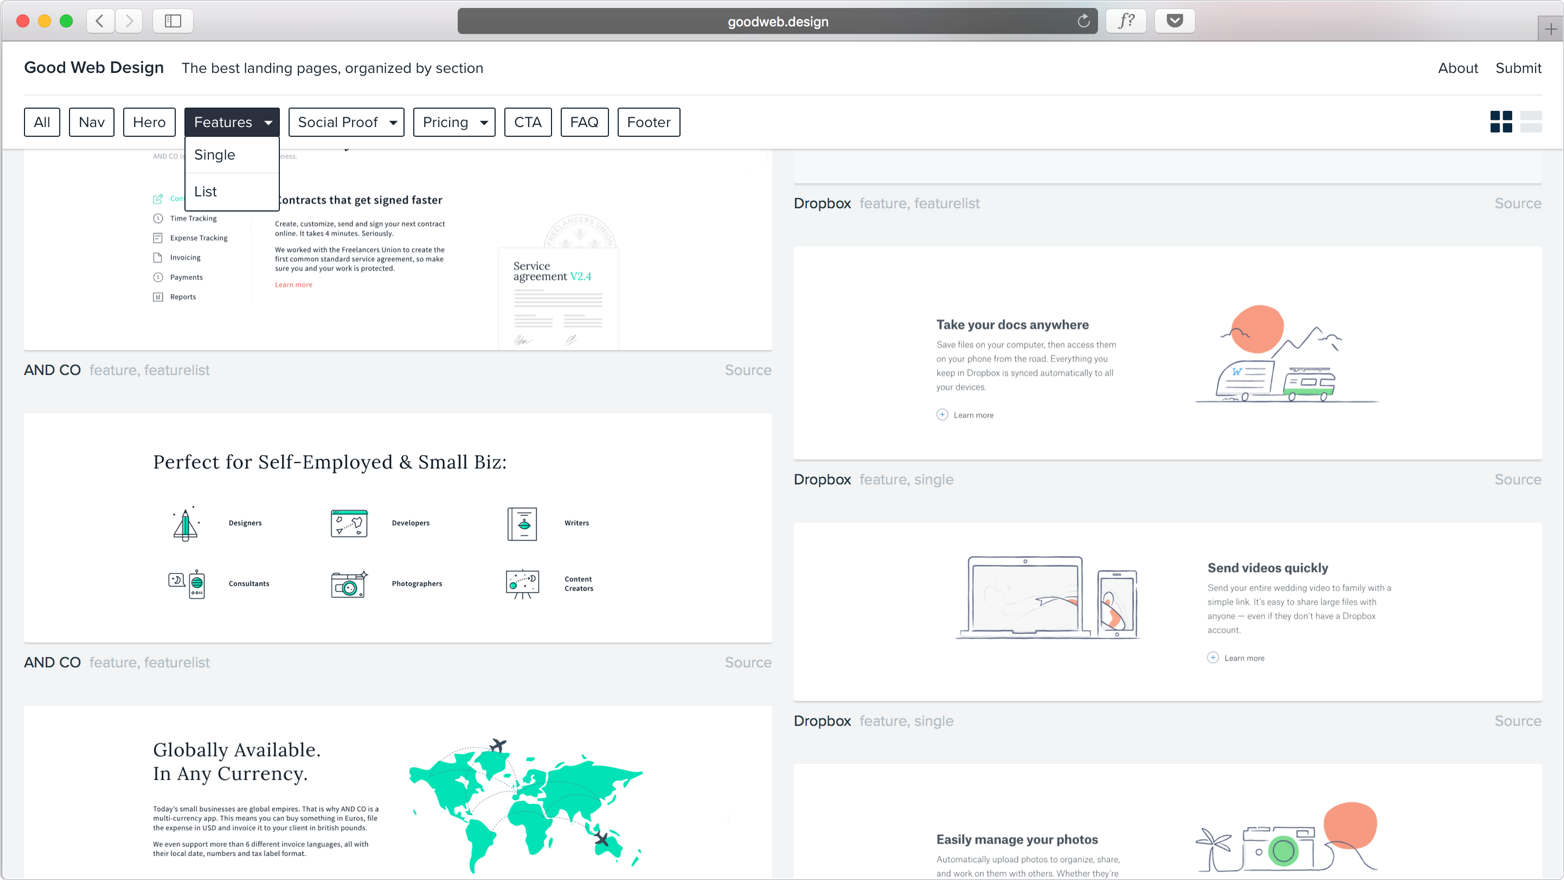 goodweb.design
f?
Good Web Design The best landing pages, organized by section
About Submit
All Nav Hero Features Social Proof Pricing CTA FAQ Footer
Single
List
AND CO
Contracts that get signed faster
Time Tracking
Expense Tracking
Invoicing
Payments
Reports
Create, customize, send and sign your next contract
online. It takes 4 minutes. Seriously.
We worked with the Freelancers Union to create the
first common standard service agreement, so make
sure you and your work is protected.
Learn more
FREELANCERS UNION
Service
agreement V2.4
AND CO feature, featurelist Source
Perfect for Self-Employed & Small Biz:
Designers
Developers
Writers
Consultants
Photographers
Content
Creators
AND CO feature, featurelist Source
Globally Available.
In Any Currency.
Today's small businesses are global empires. That is why AND CO is a
multi-currency app. This means you can buy something in Euros, file
the expense in USD and invoice it to your client in british pounds.
We even support more than 6 different invoice languages, all with
their local date, numbers and tax label format.
Dropbox feature, featurelist Source
Take your docs anywhere
Save files on your computer, then access them
on your phone from the road. Everything you
keep in Dropbox is synced automatically to all
your devices.
Learn more
W
Dropbox feature, single Source
Send videos quickly
Send your entire wedding video to family with a
simple link. It's easy to share large files with
anyone — even if they don't have a Dropbox
account.
Learn more
Dropbox feature, single Source
Easily manage your photos
Automatically upload photos to organize, share,
and work on them with others. Whether they're